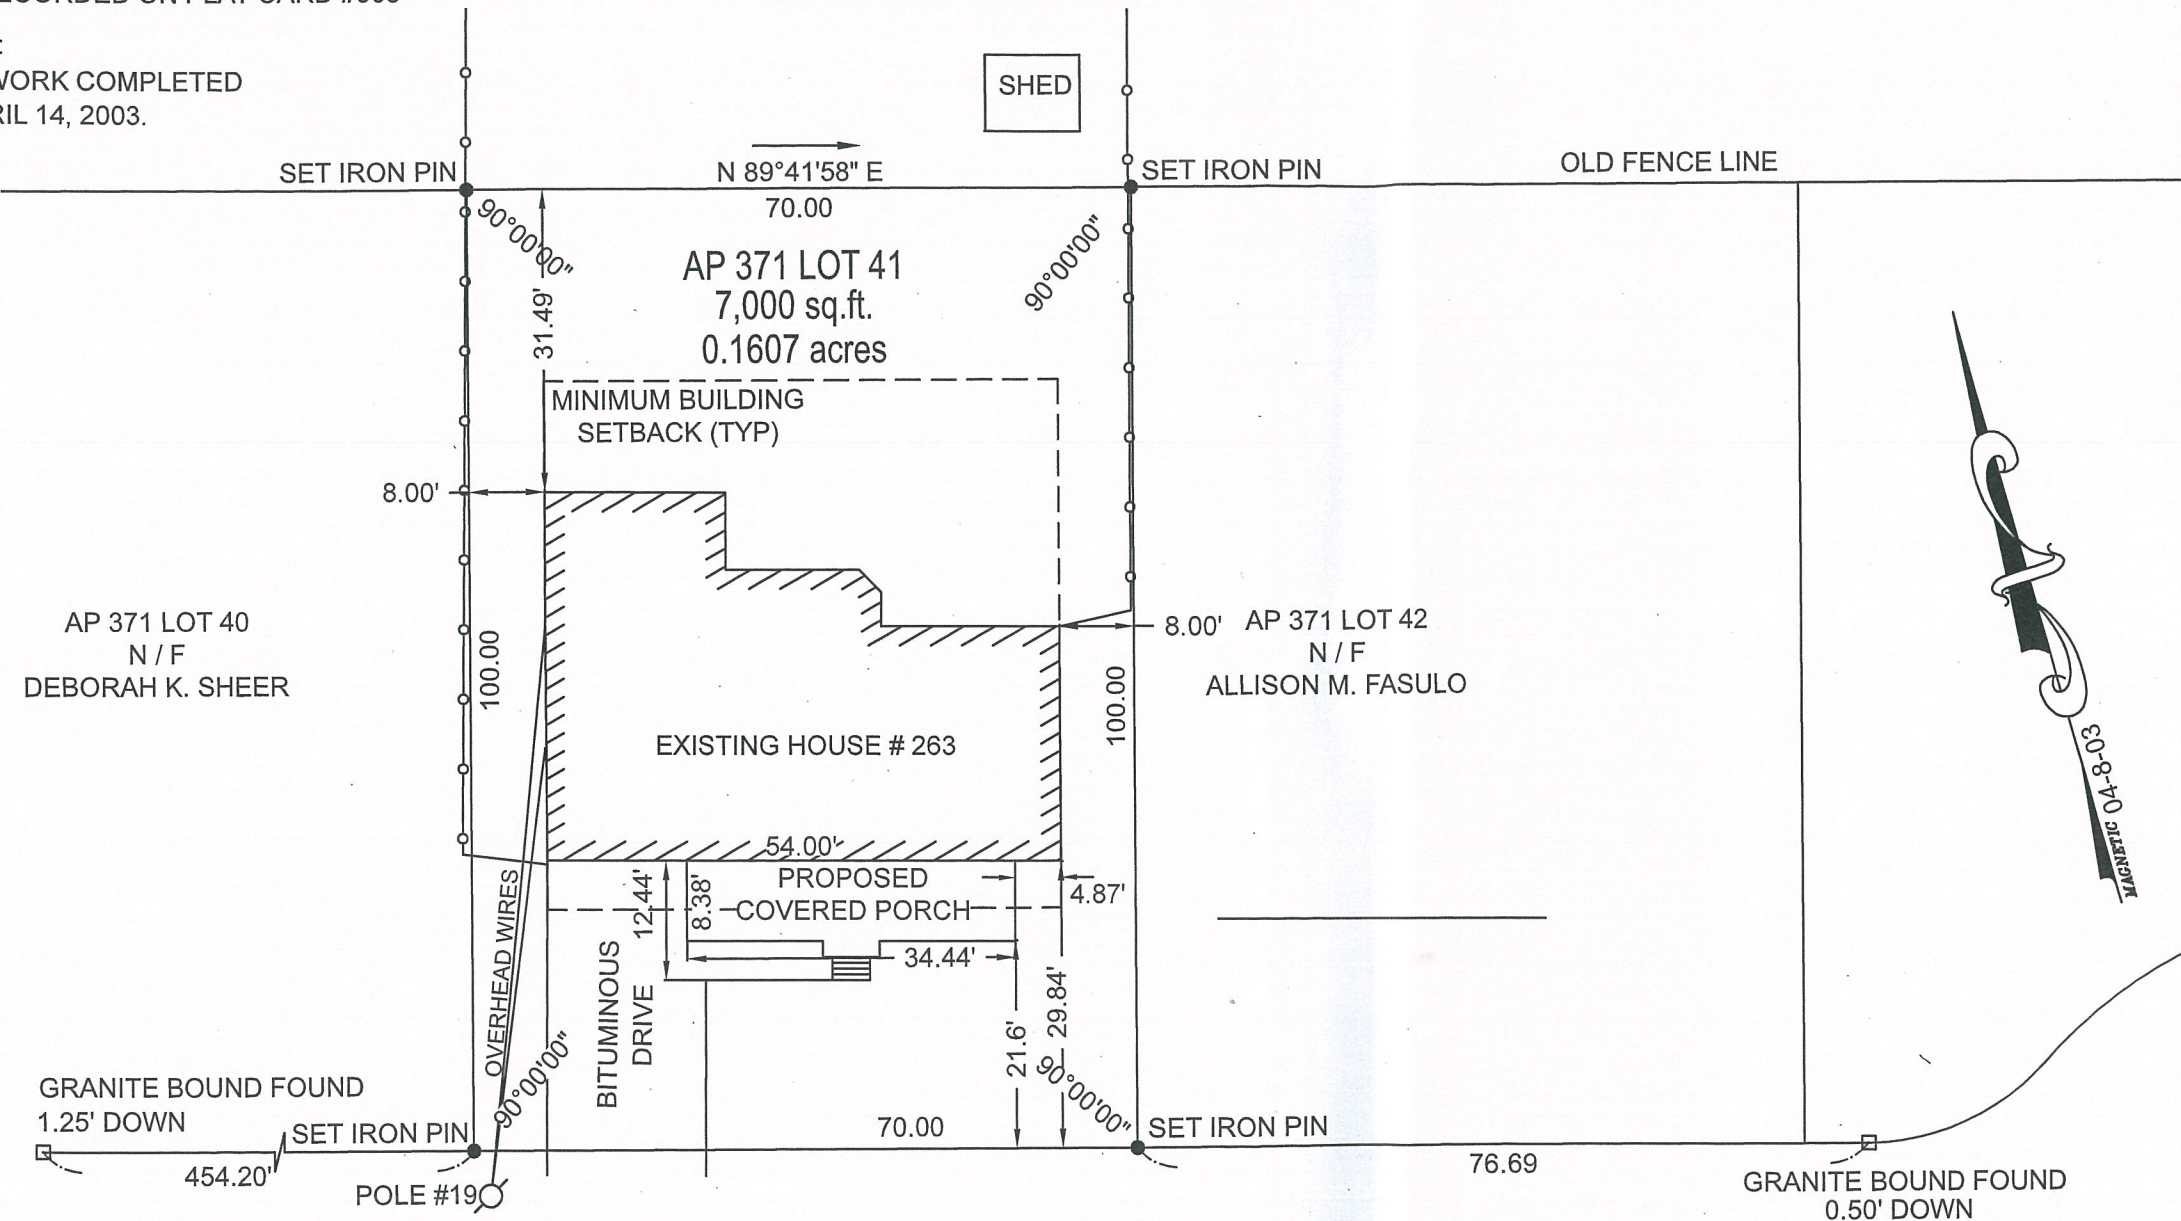 WORK COMPLETED
14, 2003.
SHED
SET IRON PIN
N 89°41'58" E
SET IRON PIN
OLD FENCE LINE
70.00
90°00'00"
90°00'00"
AP 371 LOT 41
7,000 sq.ft.
0.1607 acres
31.49'
MINIMUM BUILDING
SETBACK (TYP)
8.00'
AP 371 LOT 40
N / F
DEBORAH K. SHEER
100.00
8.00'
AP 371 LOT 42
N / F
ALLISON M. FASULO
100.00
EXISTING HOUSE # 263
MAGNETIC 04-8-03
54.00'
PROPOSED
COVERED PORCH
12.44'
8.38'
4.87'
34.44'
OVERHEAD WIRES
BITUMINOUS
DRIVE
21.6'
29.84'
90°00'00"
90°00'00"
GRANITE BOUND FOUND
1.25' DOWN
SET IRON PIN
70.00
SET IRON PIN
454.20'
POLE #19
76.69
GRANITE BOUND FOUND
0.50' DOWN